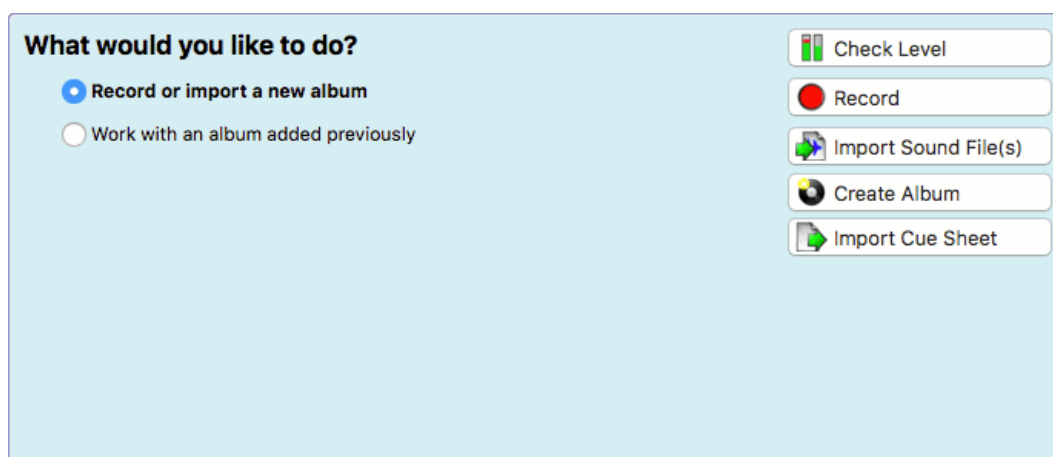 What would you like to do?
Record or import a new album
Work with an album added previously
Check Level
Record
Import Sound File(s)
Create Album
Import Cue Sheet